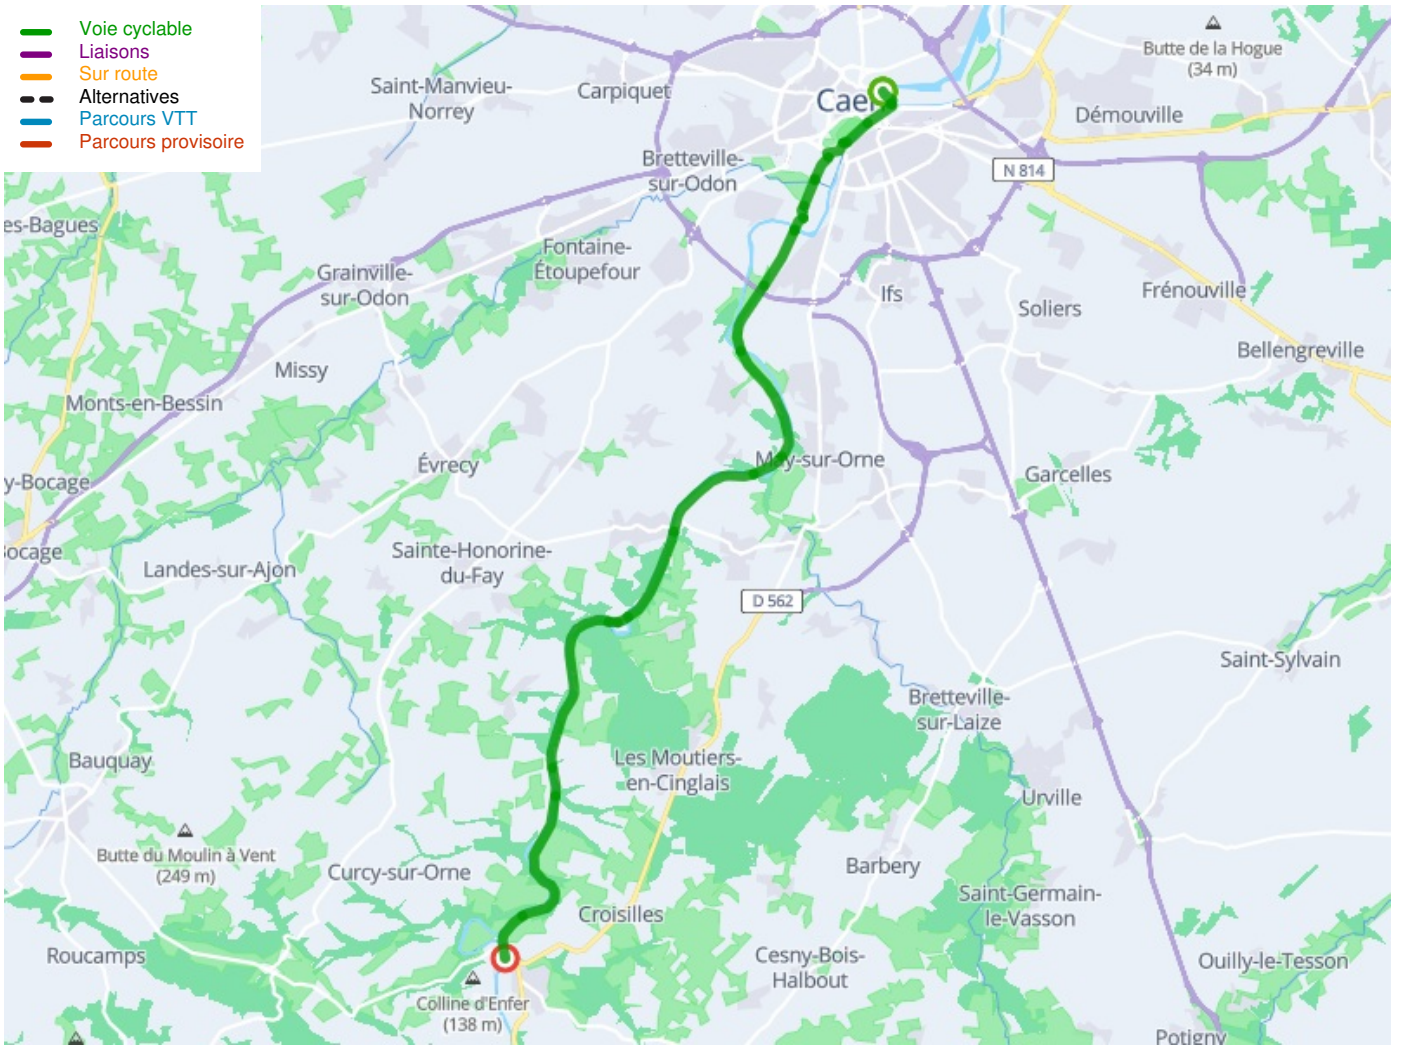 Voie cyclable
Liaisons
Sur route
Alternatives
Parcours VTT
Parcours provisoire
Butte de la Hogue
(34 m)
Saint-Manvieu-
Norrey
Carpiquet
Caen
Démouville
Bretteville-
sur-Odon
N 814
es-Bagues
Fontaine-
Étoupefour
Grainville-
sur-Odon
Ifs
Soliers
Frénouville
Bellengreville
Missy
Monts-en-Bessin
Évrecy
May-sur-Orne
Garcelles
y-Bocage
Bocage
Sainte-Honorine-
du-Fay
Landes-sur-Ajon
D 562
Saint-Sylvain
Bretteville-
sur-Laize
Les Moutiers-
en-Cinglais
Bauquay
Urville
Butte du Moulin à Vent
(249 m)
Curcy-sur-Orne
Barbery
Saint-Germain-
le-Vasson
Croisilles
Roucamps
Cesny-Bois-
Halbout
Ouilly-le-Tesson
Colline d'Enfer
(138 m)
Potigny